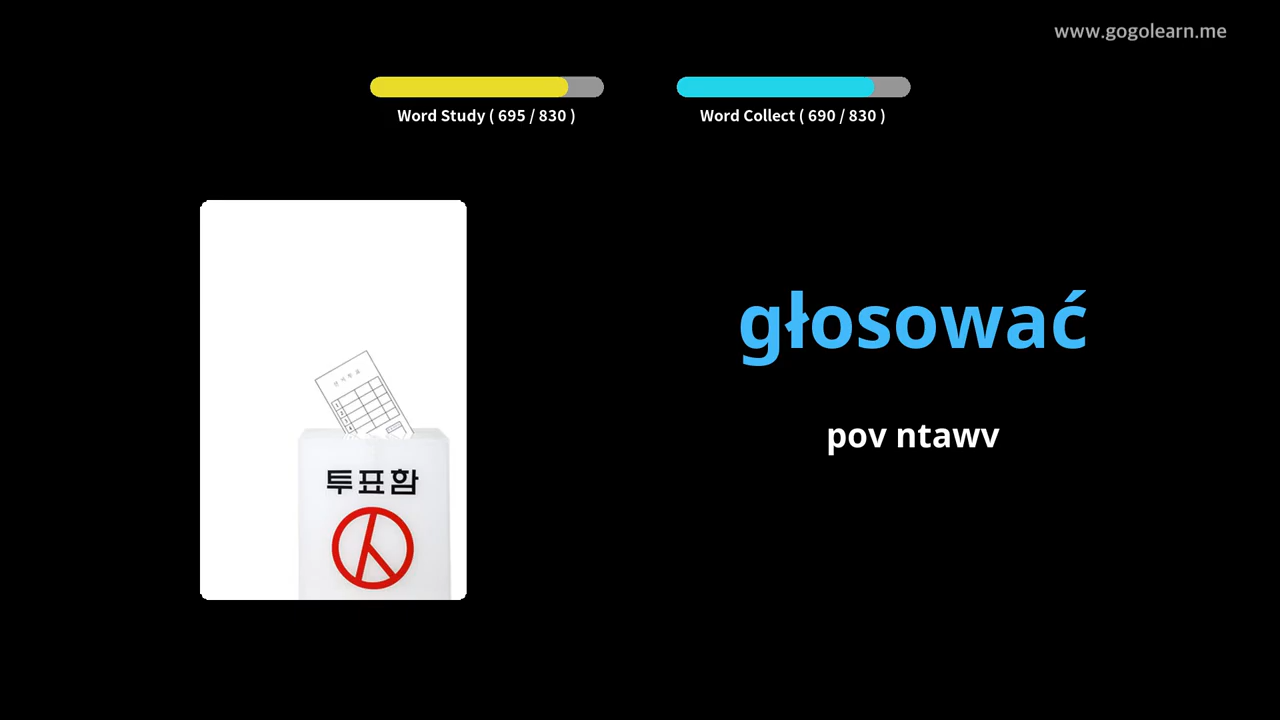 www.gogolearn.me
Word Study ( 695 / 830 )
Word Collect ( 690 / 830 )
głosować
pov ntawv
투표함